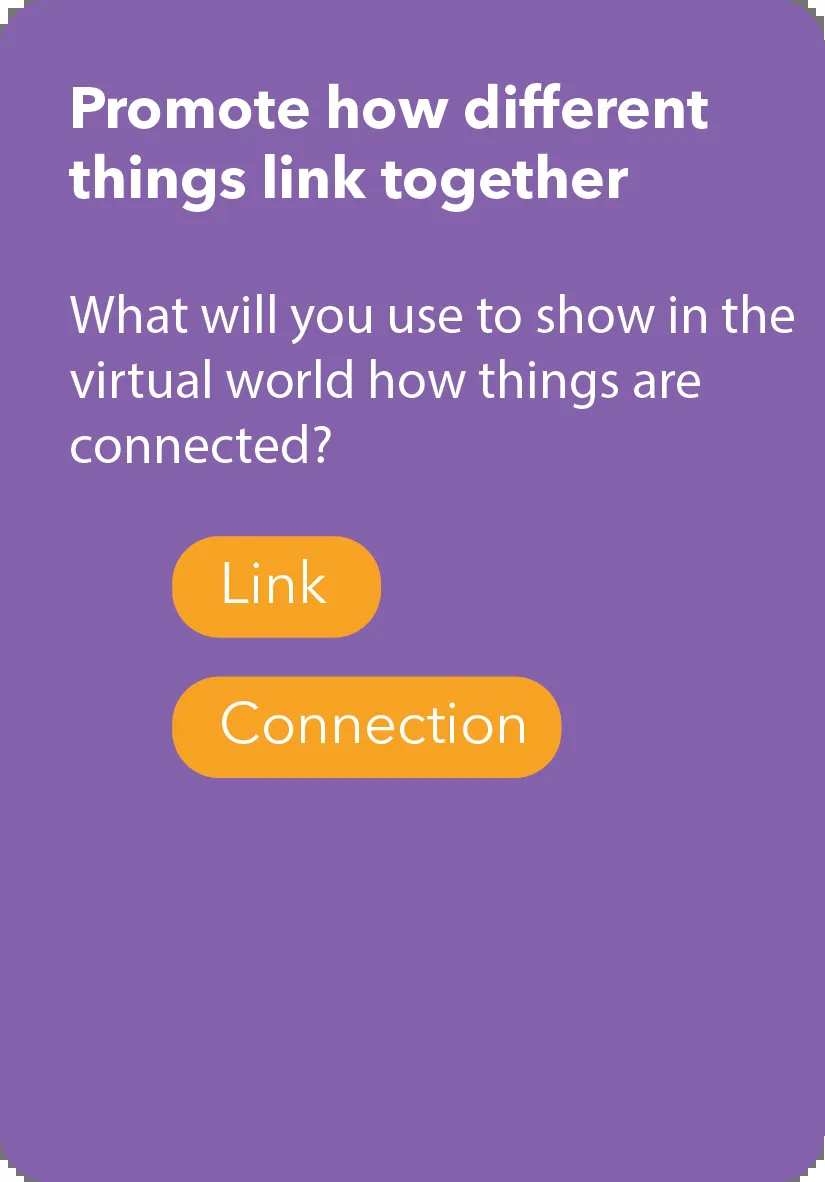 Promote how different
things link together
What will you use to show in the
virtual world how things are
connected?
Link
Connection